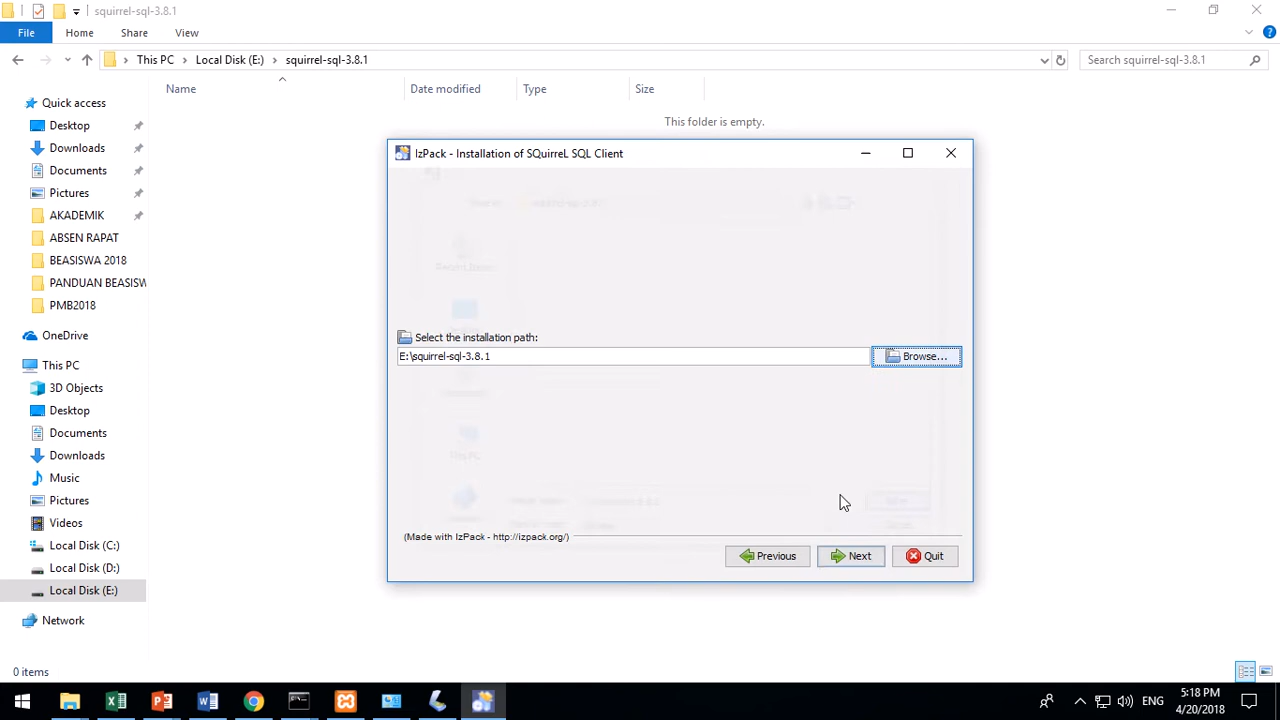 squirrel-sql-3.8.1
File Home Share View
This PC Local Disk (E:) squirrel-sql-3.8.1 Search squirrel-sql-3.8.1
Name Date modified Type Size
This folder is empty.
Quick access
Desktop
Downloads
Documents
Pictures
AKADEMIK
ABSEN RAPAT
BEASISWA 2018
PANDUAN BEASISW
PMB2018
OneDrive
This PC
3D Objects
Desktop
Documents
Downloads
Music
Pictures
Videos
Local Disk (C:)
Local Disk (D:)
Local Disk (E:)
Network
IzPack - Installation of SQuirreL SQL Client
Select the installation path:
E:\squirrel-sql-3.8.1 Browse...
(Made with IzPack - http://izpack.org/)
Previous Next Quit
0 items
ENG 5:18 PM
4/20/2018